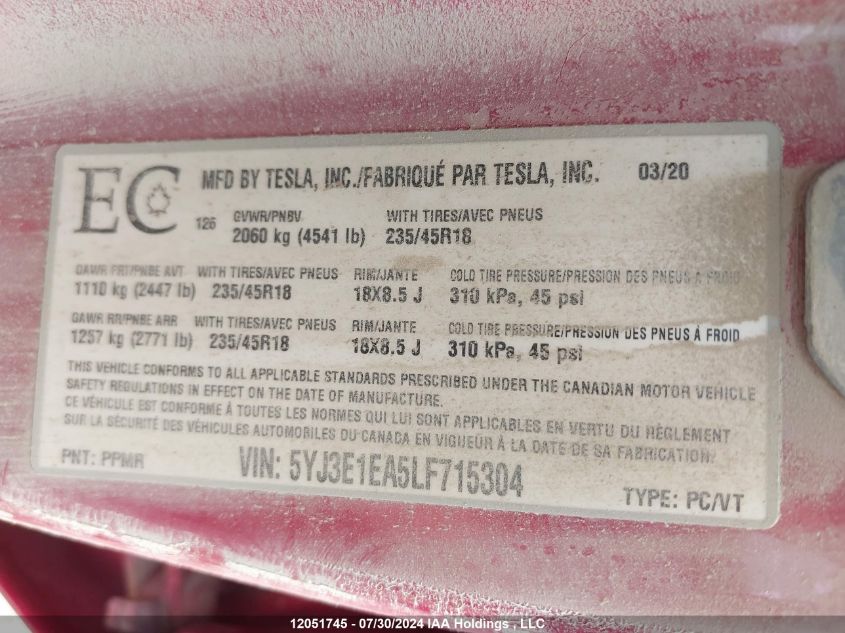 EC
MFD BY TESLA, INC./FABRIQUÉ PAR TESLA, INC. 03/20
126 GVWR/PNBV WITH TIRES/AVEC PNEUS
2060 kg (4541 lb) 235/45R18
GAWR FRT/PNBE AVT WITH TIRES/AVEC PNEUS RIM/JANTE COLD TIRE PRESSURE/PRESSION DES PNEUS A FROID
1110 kg (2447 lb) 235/45R18 18X8.5 J 310 kPa, 45 psi
GAWR RR/PNBE ARR WITH TIRES/AVEC PNEUS RIM/JANTE COLD TIRE PRESSURE/PRESSION DES PNEUS À FROID
1257 kg (2771 lb) 235/45R18 18X8.5 J 310 kPa, 45 psi
THIS VEHICLE CONFORMS TO ALL APPLICABLE STANDARDS PRESCRIBED UNDER THE CANADIAN MOTOR VEHICLE
SAFETY REGULATIONS IN EFFECT ON THE DATE OF MANUFACTURE.
CE VÉHICULE EST CONFORME À TOUTES LES NORMES QUI LUI SONT APPLICABLES EN VERTU DU RÈGLEMENT
SUR LA SÉCURITÉ DES VÉHICULES AUTOMOBILES DU CANADA EN VIGUEUR À LA DATE DE SA FABRICATION.
PNT: PPMR VIN: 5YJ3E1EA5LF715304 TYPE: PC/VT
12051745 - 07/30/2024 IAA Holdings , LLC